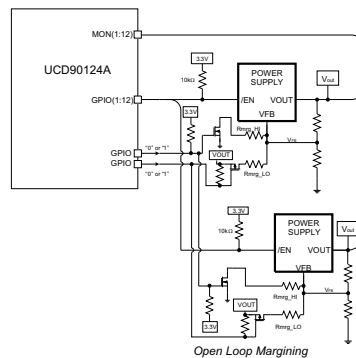 UCD90124A
MON(1:12)
GPIO(1:12)
GPIO
GPIO
"0" or "1"
"0" or "1"
3.3V
10kΩ
3.3V
POWER
SUPPLY
/EN
VOUT
VFB
Vout
Rmrg_HI
VOUT
Rmrg_LO
VFB
3.3V
10kΩ
POWER
SUPPLY
/EN
VOUT
VFB
Vout
Rmrg_HI
VFB
VOUT
3.3V
Rmrg_LO
Open Loop Margining